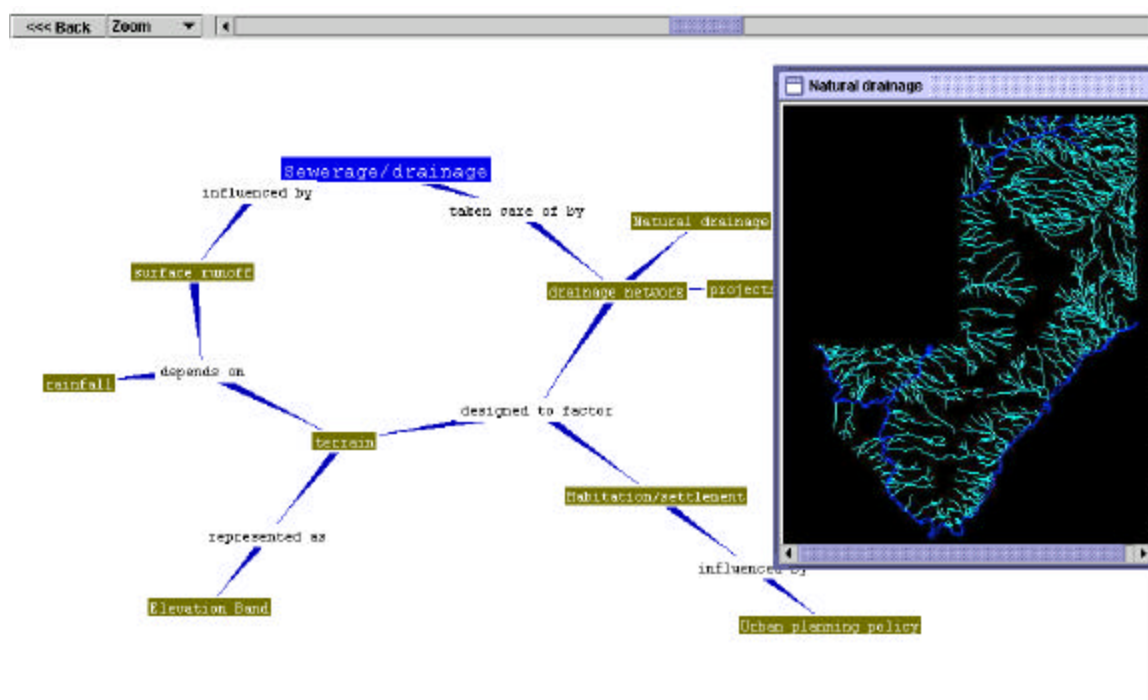 <<< Back Zoom
Natural drainage
Sewerage/drainage
influenced by
taken care of by
Natural drainage
surface runoff
drainage network
projects
depends on
rainfall
designed to factor
terrain
Habitation/settlement
represented as
influenced by
Elevation Band
Urban planning policy